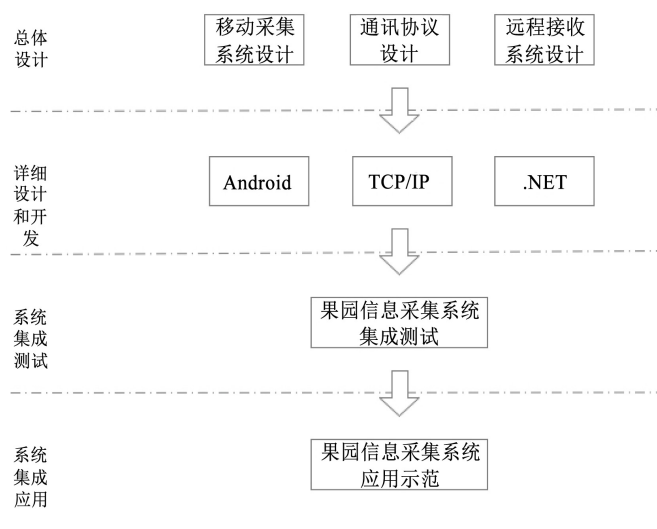 总体
设计
移动采集
系统设计
通讯协议
设计
远程接收
系统设计
详细
设计
和开
发
Android
TCP/IP
.NET
系统
集成
测试
果园信息采集系统
集成测试
系统
集成
应用
果园信息采集系统
应用示范